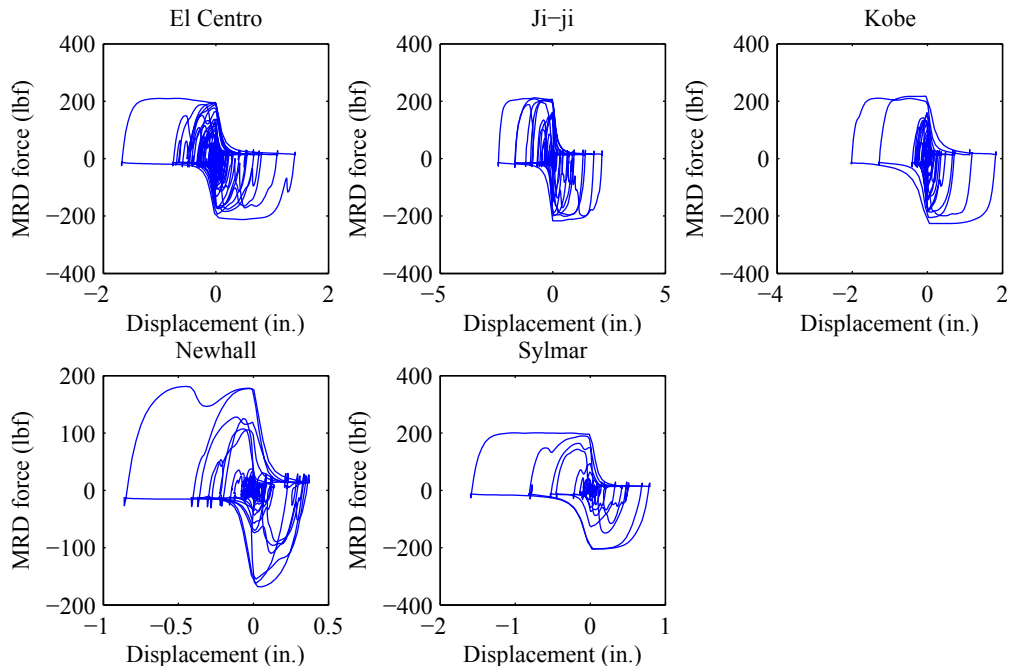 El Centro
400
200
0
−200
−400
MRD force (lbf)
−2 0 2
Displacement (in.)
Ji−ji
400
200
0
−200
−400
MRD force (lbf)
−5 0 5
Displacement (in.)
Kobe
400
200
0
−200
−400
MRD force (lbf)
−4 −2 0 2
Displacement (in.)
Newhall
200
100
0
−100
−200
MRD force (lbf)
−1 −0.5 0 0.5
Displacement (in.)
Sylmar
400
200
0
−200
−400
MRD force (lbf)
−2 −1 0 1
Displacement (in.)